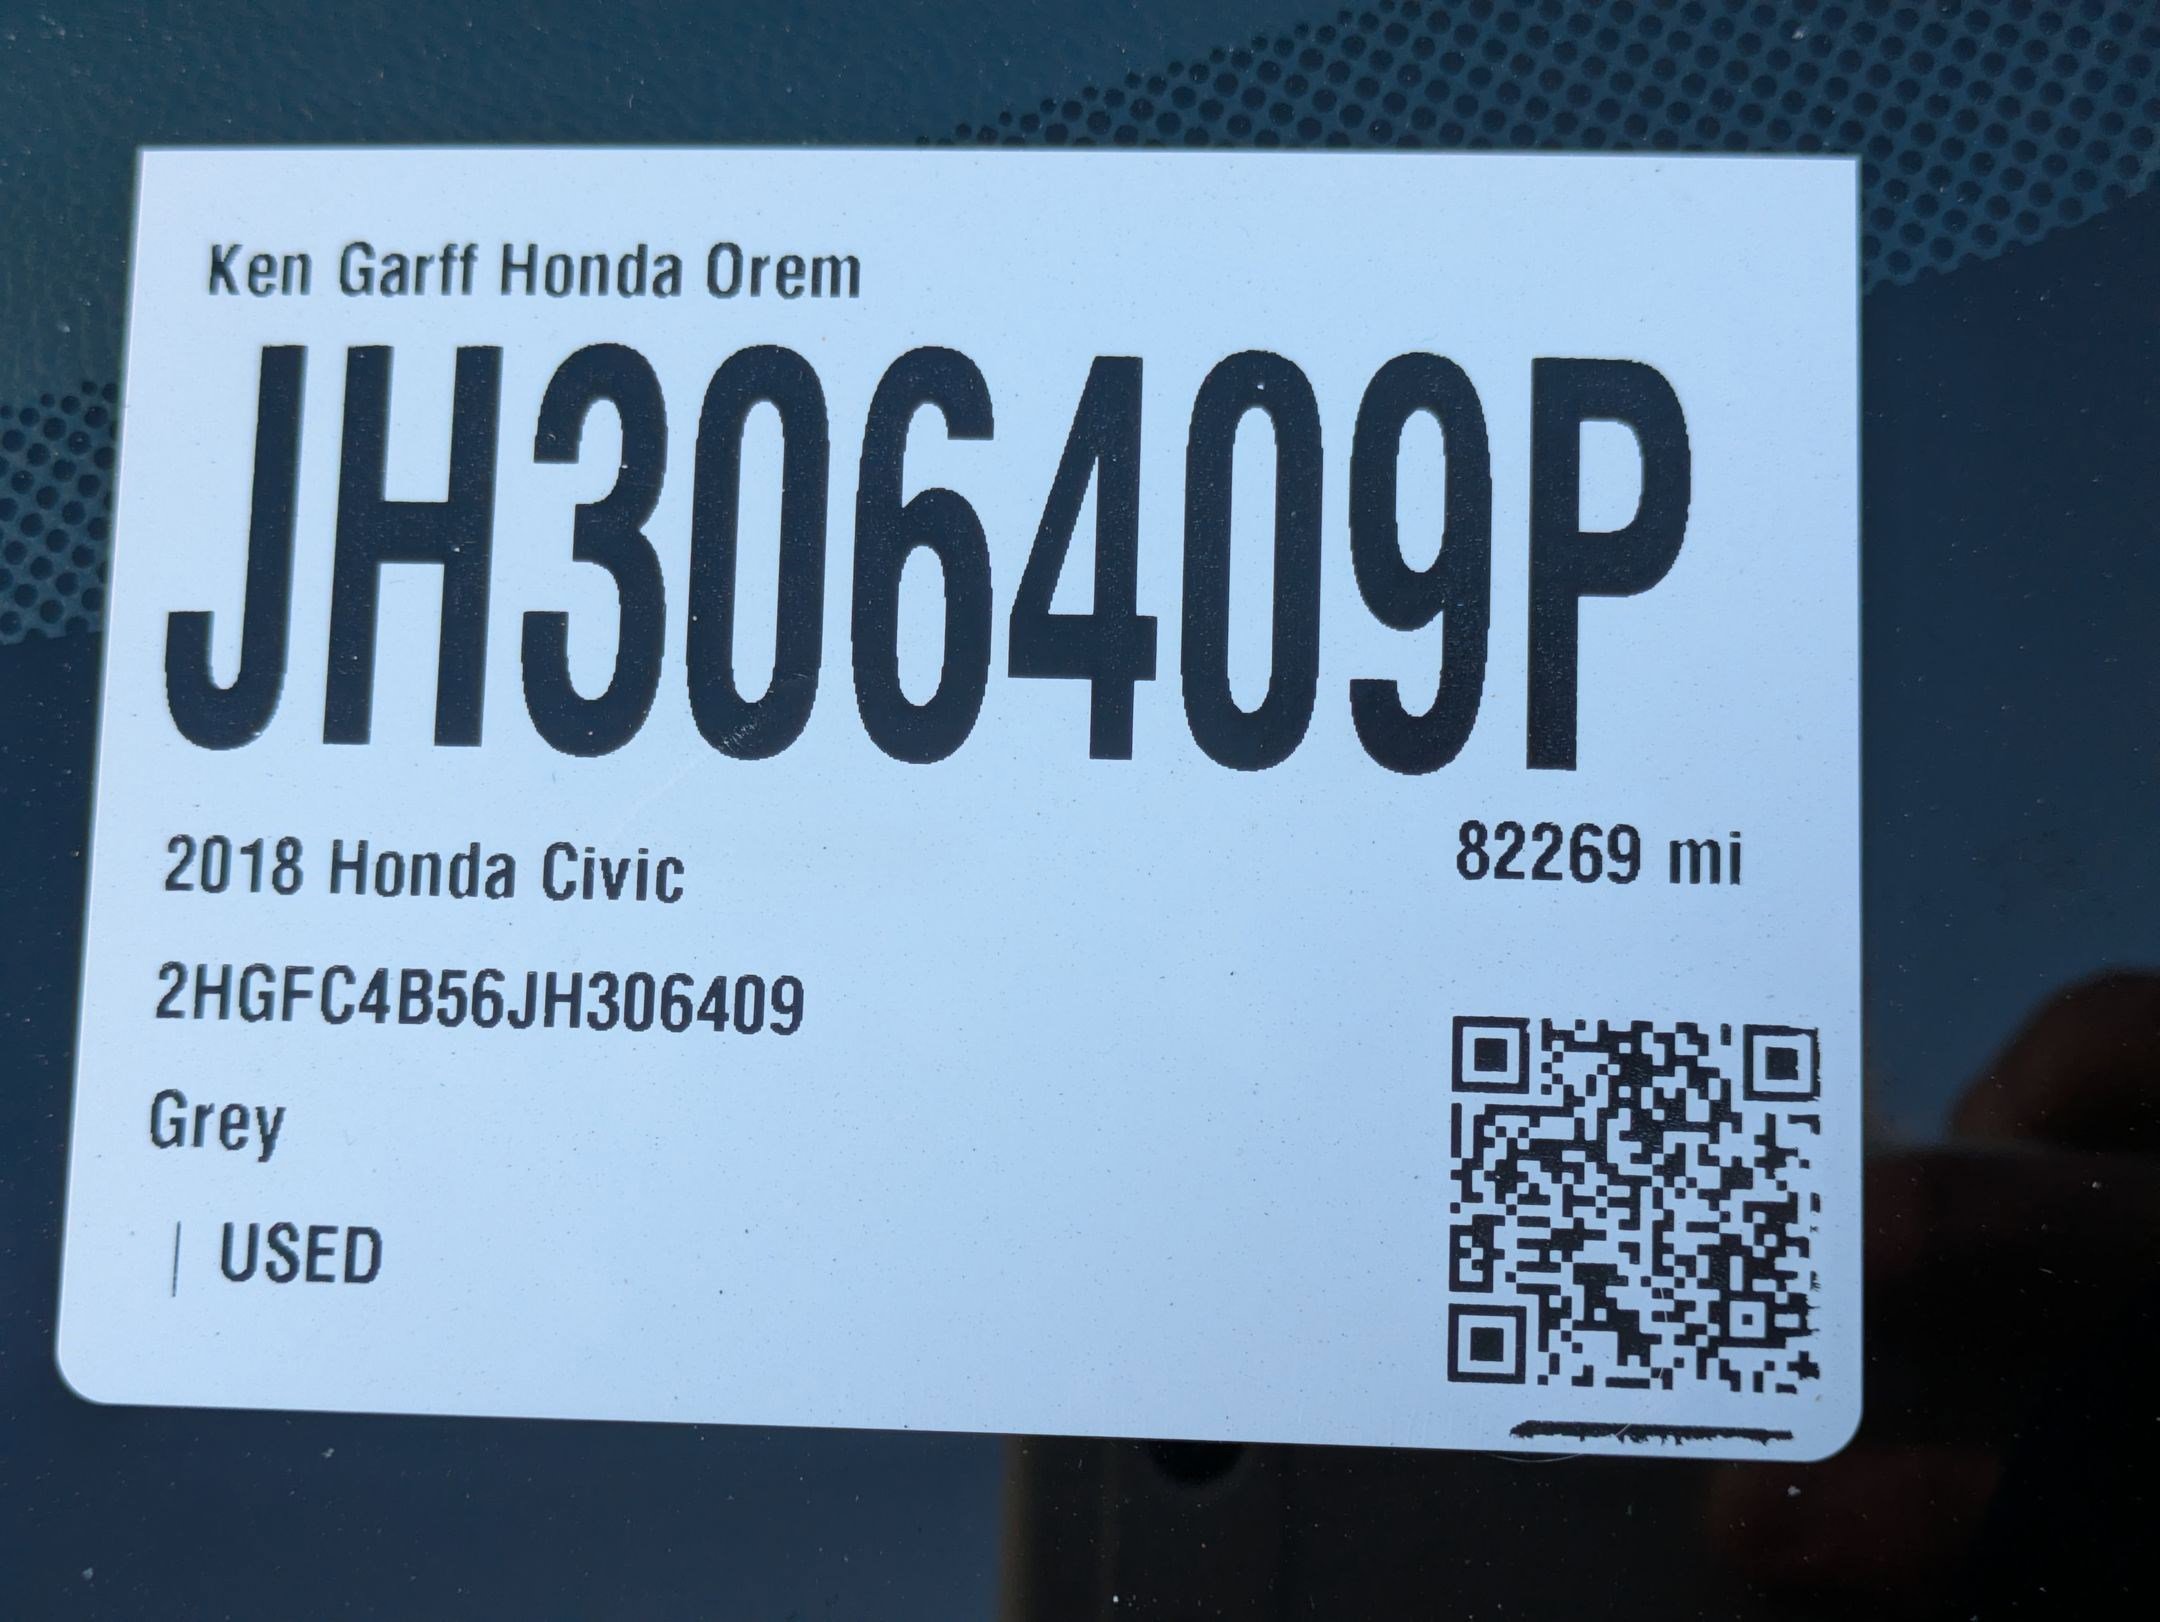 Ken Garff Honda Orem
JH306409P
2018 Honda Civic
82269 mi
2HGFC4B56JH306409
Grey
| USED